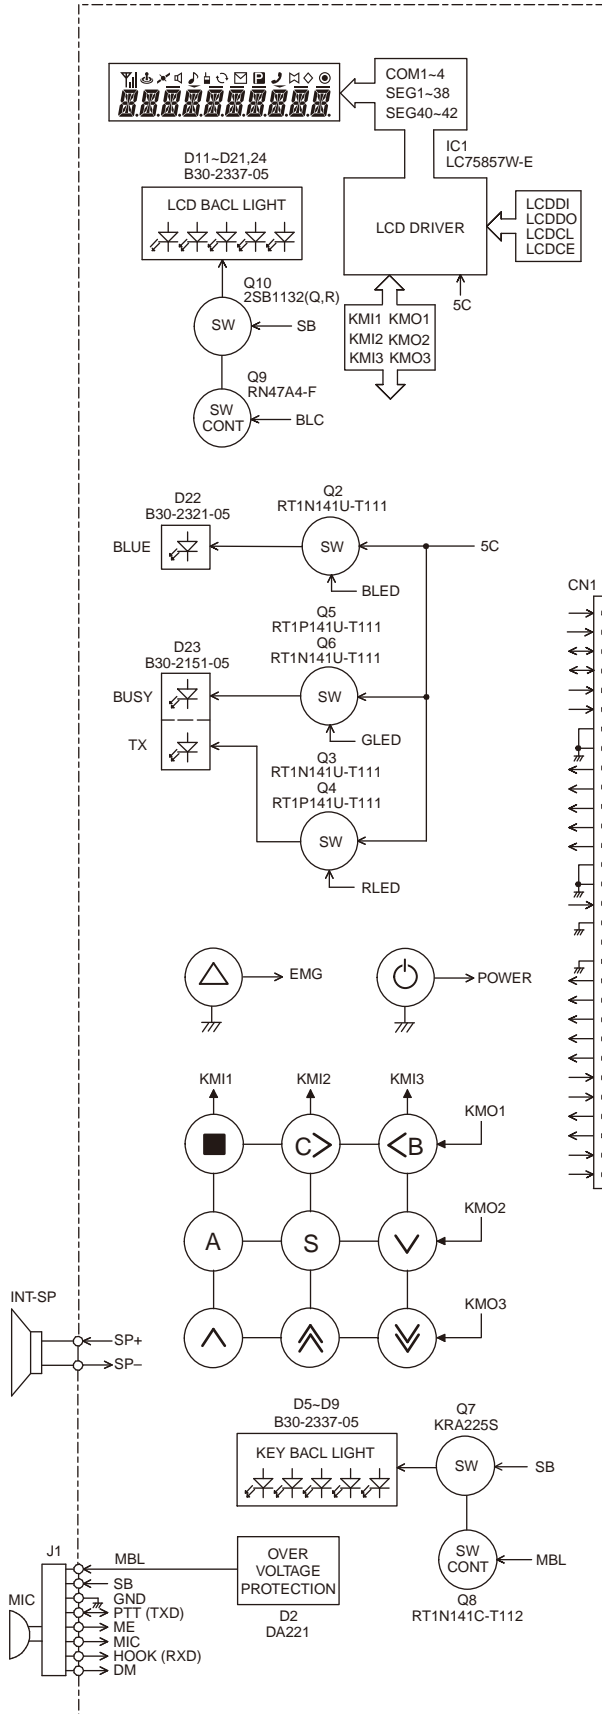 COM1~4
SEG1~38
SEG40~42
IC1
LC75857W-E
D11~D21,24
B30-2337-05
LCD BACL LIGHT
LCD DRIVER
LCDDI
LCDDO
LCDCL
LCDCE
5C
Q10
2SB1132(Q,R)
SW
SB
KMI1 KMO1
KMI2 KMO2
KMI3 KMO3
Q9
RN47A4-F
SW
CONT
BLC
D22
B30-2321-05
BLUE
Q2
RT1N141U-T111
SW
5C
BLED
CN1
Q5
RT1P141U-T111
Q6
RT1N141U-T111
D23
B30-2151-05
BUSY
SW
GLED
TX
Q3
RT1N141U-T111
Q4
RT1P141U-T111
SW
RLED
EMG
POWER
KMI1
KMI2
KMI3
KMO1
C>
<B
KMO2
A
S
KMO3
INT-SP
SP+
SP–
D5~D9
B30-2337-05
KEY BACL LIGHT
Q7
KRA225S
SW
SB
SW
CONT
MBL
Q8
RT1N141C-T112
OVER
VOLTAGE
PROTECTION
D2
DA221
J1
MIC
MBL
SB
GND
PTT (TXD)
ME
MIC
HOOK (RXD)
DM